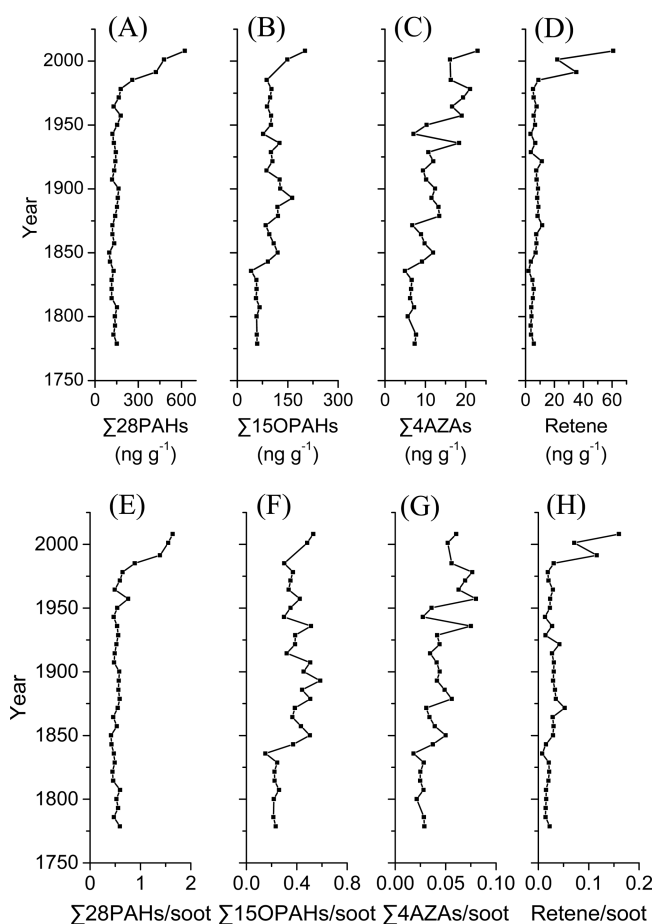 (A) (B) (C) (D)
2000
1950
1900
1850
1800
1750
Year
0 300 600 0 150 300 0 10 20 0 20 40 60
∑28PAHs ∑15OPAHs ∑4AZAs Retene
(ng g⁻¹) (ng g⁻¹) (ng g⁻¹) (ng g⁻¹)
(E) (F) (G) (H)
2000
1950
1900
1850
1800
1750
Year
0 1 2 0.0 0.4 0.8 0.00 0.05 0.10 0.0 0.1 0.2
∑28PAHs/soot ∑15OPAHs/soot ∑4AZAs/soot Retene/soot